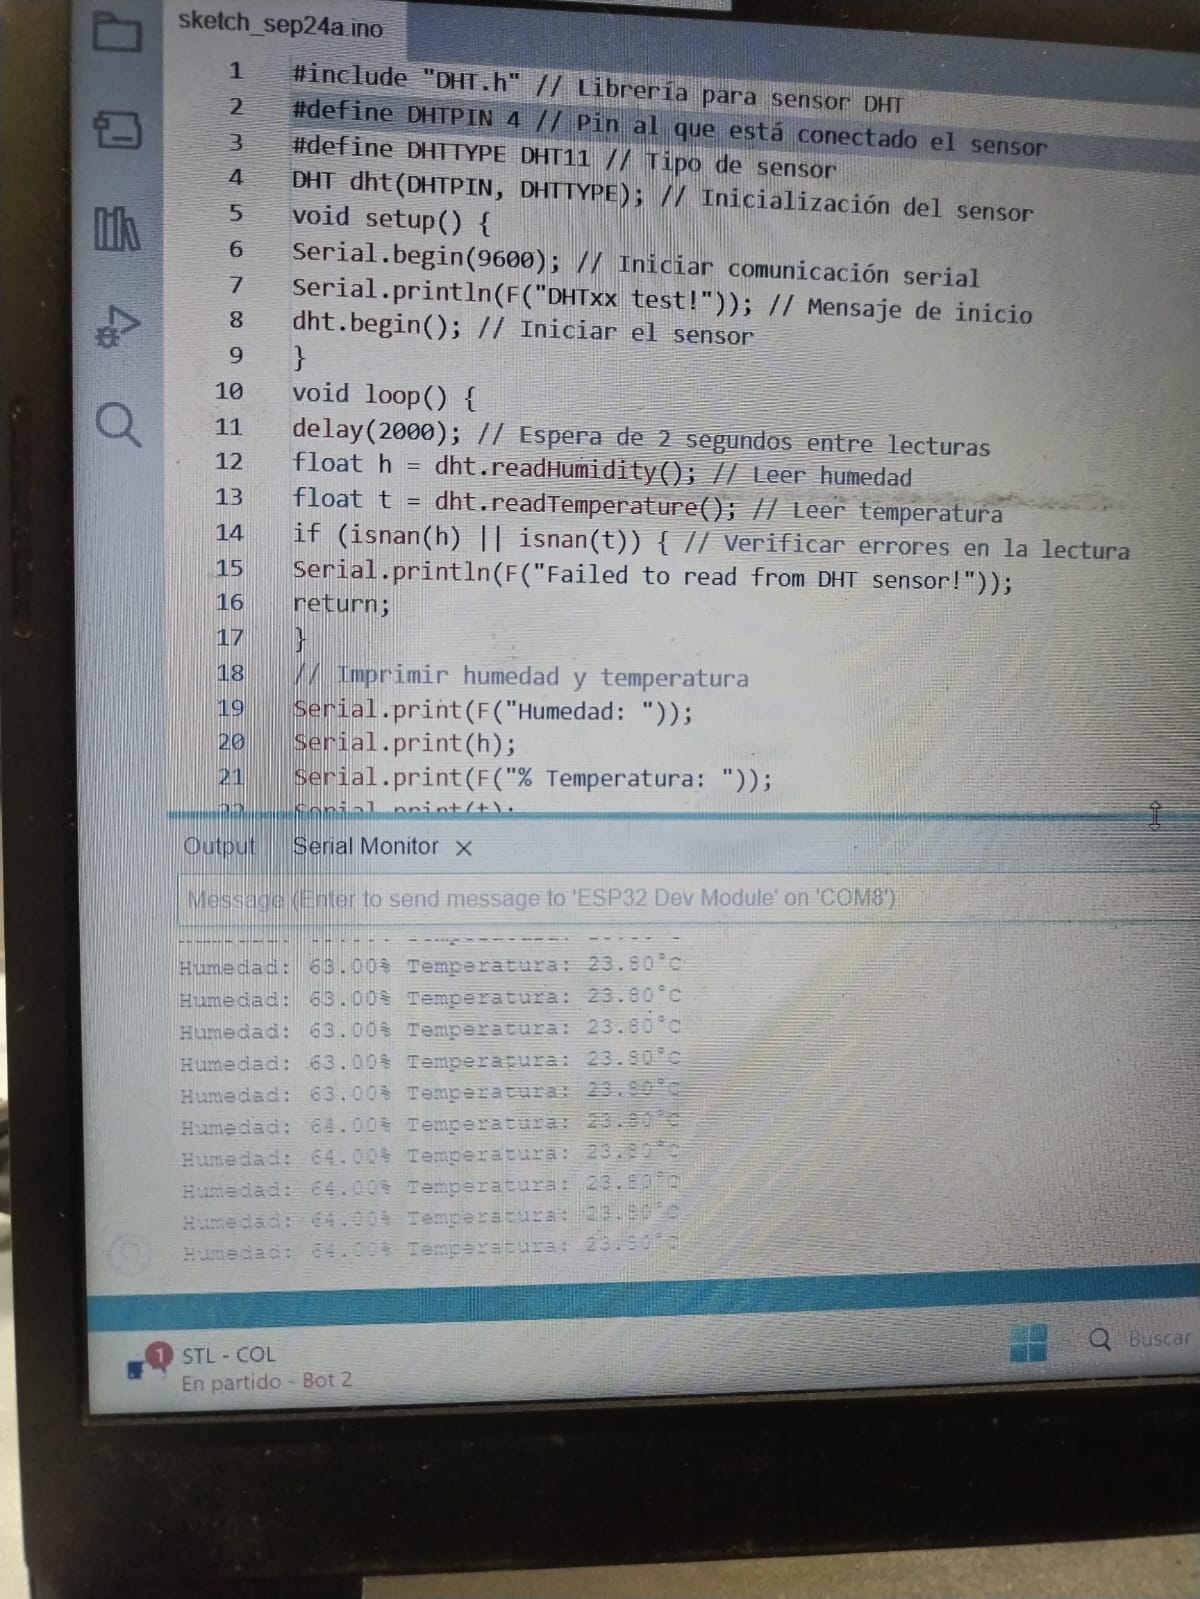 sketch_sep24a.ino
1 #include "DHT.h" // Librería para sensor DHT
2 #define DHTPIN 4 // Pin al que está conectado el sensor
3 #define DHTTYPE DHT11 // Tipo de sensor
4 DHT dht(DHTPIN, DHTTYPE); // Inicialización del sensor
5 void setup() {
6 Serial.begin(9600); // Iniciar comunicación serial
7 Serial.println(F("DHTxx test!")); // Mensaje de inicio
8 dht.begin(); // Iniciar el sensor
9 }
10 void loop() {
11 delay(2000); // Espera de 2 segundos entre lecturas
12 float h = dht.readHumidity(); // Leer humedad
13 float t = dht.readTemperature(); // Leer temperatura
14 if (isnan(h) || isnan(t)) { // Verificar errores en la lectura
15 Serial.println(F("Failed to read from DHT sensor!"));
16 return;
17 }
18 // Imprimir humedad y temperatura
19 Serial.print(F("Humedad: "));
20 Serial.print(h);
21 Serial.print(F("% Temperatura: "));
22 Serial.print(t);
Output Serial Monitor ×
Message (Enter to send message to 'ESP32 Dev Module' on 'COM8')
Humedad: 63.00% Temperatura: 23.80°C
Humedad: 63.00% Temperatura: 23.80°C
Humedad: 63.00% Temperatura: 23.80°C
Humedad: 63.00% Temperatura: 23.80°C
Humedad: 63.00% Temperatura: 23.80°C
Humedad: 64.00% Temperatura: 23.80°C
Humedad: 64.00% Temperatura: 23.80°C
Humedad: 64.00% Temperatura: 23.80°C
Humedad: 64.00% Temperatura: 23.80°C
Humedad: 64.00% Temperatura:
1 STL - COL
En partido - Bot 2
Buscar